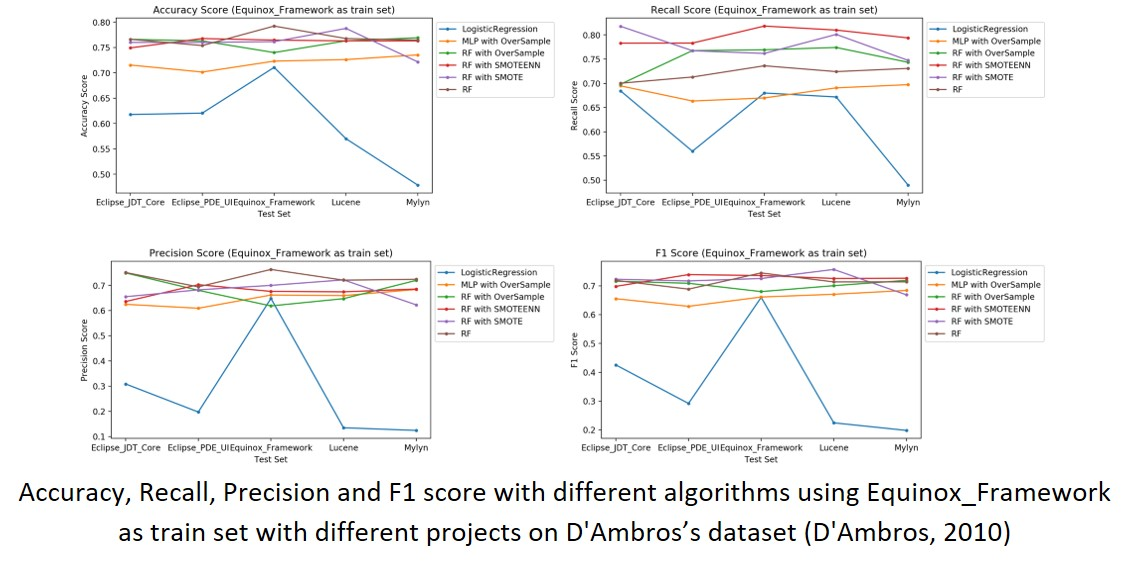 Accuracy Score (Equinox_Framework as train set)
0.80
0.75
0.70
0.65
0.60
0.55
0.50
Accuracy Score
Eclipse_JDT_Core Eclipse_PDE_UI Equinox_Framework Lucene Mylyn
Test Set
LogisticRegression
MLP with OverSample
RF with OverSample
RF with SMOTEENN
RF with SMOTE
RF
Recall Score (Equinox_Framework as train set)
0.80
0.75
0.70
0.65
0.60
0.55
0.50
Recall Score
Eclipse_JDT_Core Eclipse_PDE_UI Equinox_Framework Lucene Mylyn
Test Set
LogisticRegression
MLP with OverSample
RF with OverSample
RF with SMOTEENN
RF with SMOTE
RF
Precision Score (Equinox_Framework as train set)
0.7
0.6
0.5
0.4
0.3
0.2
0.1
Precision Score
Eclipse_JDT_Core Eclipse_PDE_UI Equinox_Framework Lucene Mylyn
Test Set
LogisticRegression
MLP with OverSample
RF with OverSample
RF with SMOTEENN
RF with SMOTE
RF
F1 Score (Equinox_Framework as train set)
0.7
0.6
0.5
0.4
0.3
0.2
F1 Score
Eclipse_JDT_Core Eclipse_PDE_UI Equinox_Framework Lucene Mylyn
Test Set
LogisticRegression
MLP with OverSample
RF with OverSample
RF with SMOTEENN
RF with SMOTE
RF
Accuracy, Recall, Precision and F1 score with different algorithms using Equinox_Framework
as train set with different projects on D'Ambros’s dataset (D'Ambros, 2010)